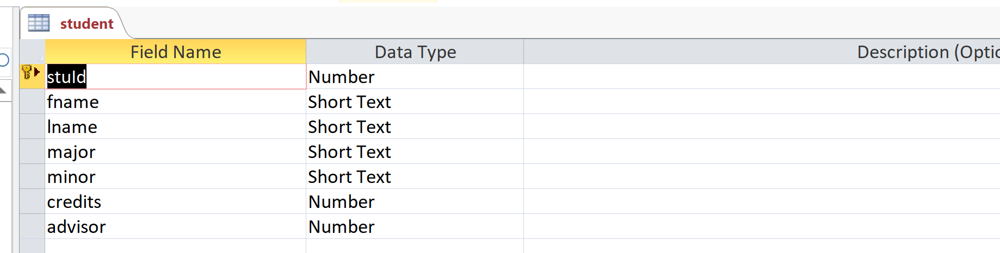 student
Field Name Data Type Description (Optio
stuId Number
fname Short Text
lname Short Text
major Short Text
minor Short Text
credits Number
advisor Number